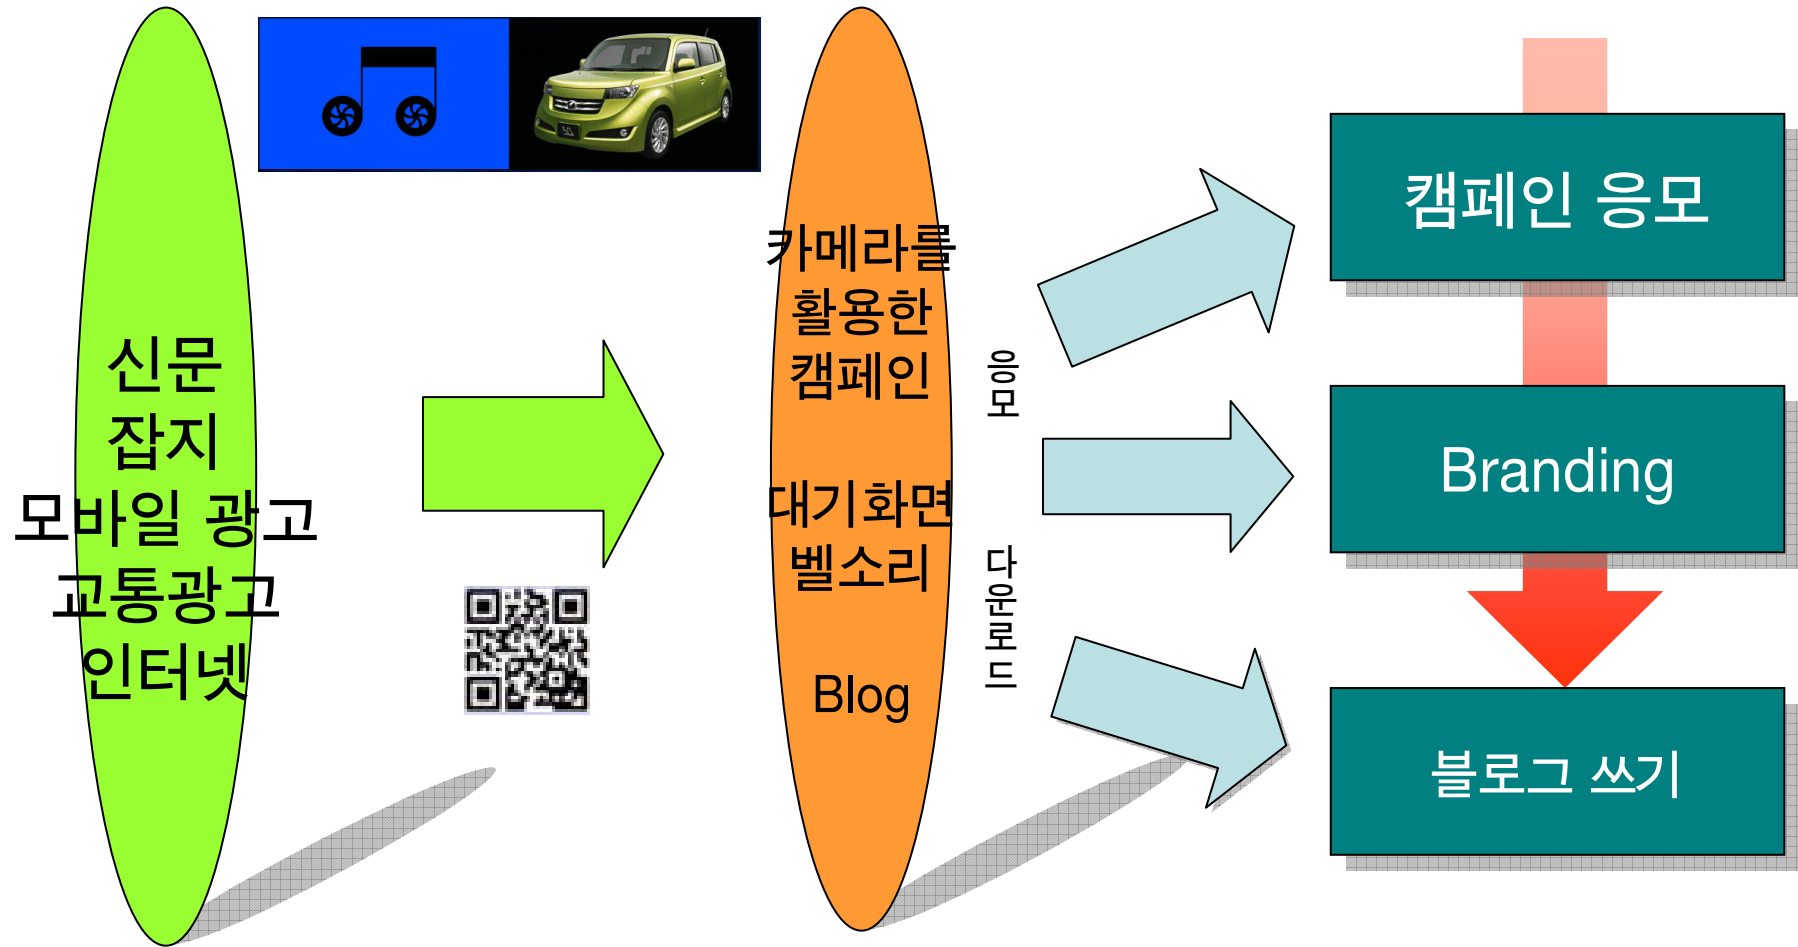 신문
잡지
모바일 광고
교통광고
인터넷
카메라를
활용한
캠페인
대기화면
벨소리
Blog
응모
다운로드
캠페인 응모
Branding
블로그 쓰기